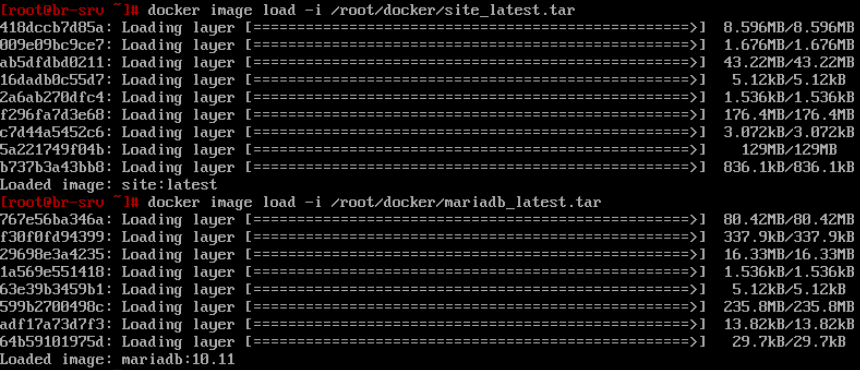 [root@br-srv ~]# docker image load -i /root/docker/site_latest.tar
418dccb7d85a: Loading layer [==================================================>]  8.596MB/8.596MB
009e09bc9ce7: Loading layer [==================================================>]  1.676MB/1.676MB
ab5dfdbd0211: Loading layer [==================================================>]  43.22MB/43.22MB
16dadb0c55d7: Loading layer [==================================================>]   5.12kB/5.12kB
2a6ab270dfc4: Loading layer [==================================================>]  1.536kB/1.536kB
f296fa7d3e68: Loading layer [==================================================>]  176.4MB/176.4MB
c7d44a5452c6: Loading layer [==================================================>]  3.072kB/3.072kB
5a221749f04b: Loading layer [==================================================>]    129MB/129MB
b737b3a43bb8: Loading layer [==================================================>]  836.1kB/836.1kB
Loaded image: site:latest
[root@br-srv ~]# docker image load -i /root/docker/mariadb_latest.tar
767e56ba346a: Loading layer [==================================================>]  80.42MB/80.42MB
f30f0fd94399: Loading layer [==================================================>]  337.9kB/337.9kB
29698e3a4235: Loading layer [==================================================>]  16.33MB/16.33MB
1a569e551418: Loading layer [==================================================>]  1.536kB/1.536kB
63e39b3459b1: Loading layer [==================================================>]   5.12kB/5.12kB
599b2700498c: Loading layer [==================================================>]  235.8MB/235.8MB
adf17a73d7f3: Loading layer [==================================================>]  13.82kB/13.82kB
64b59101975d: Loading layer [==================================================>]   29.7kB/29.7kB
Loaded image: mariadb:10.11